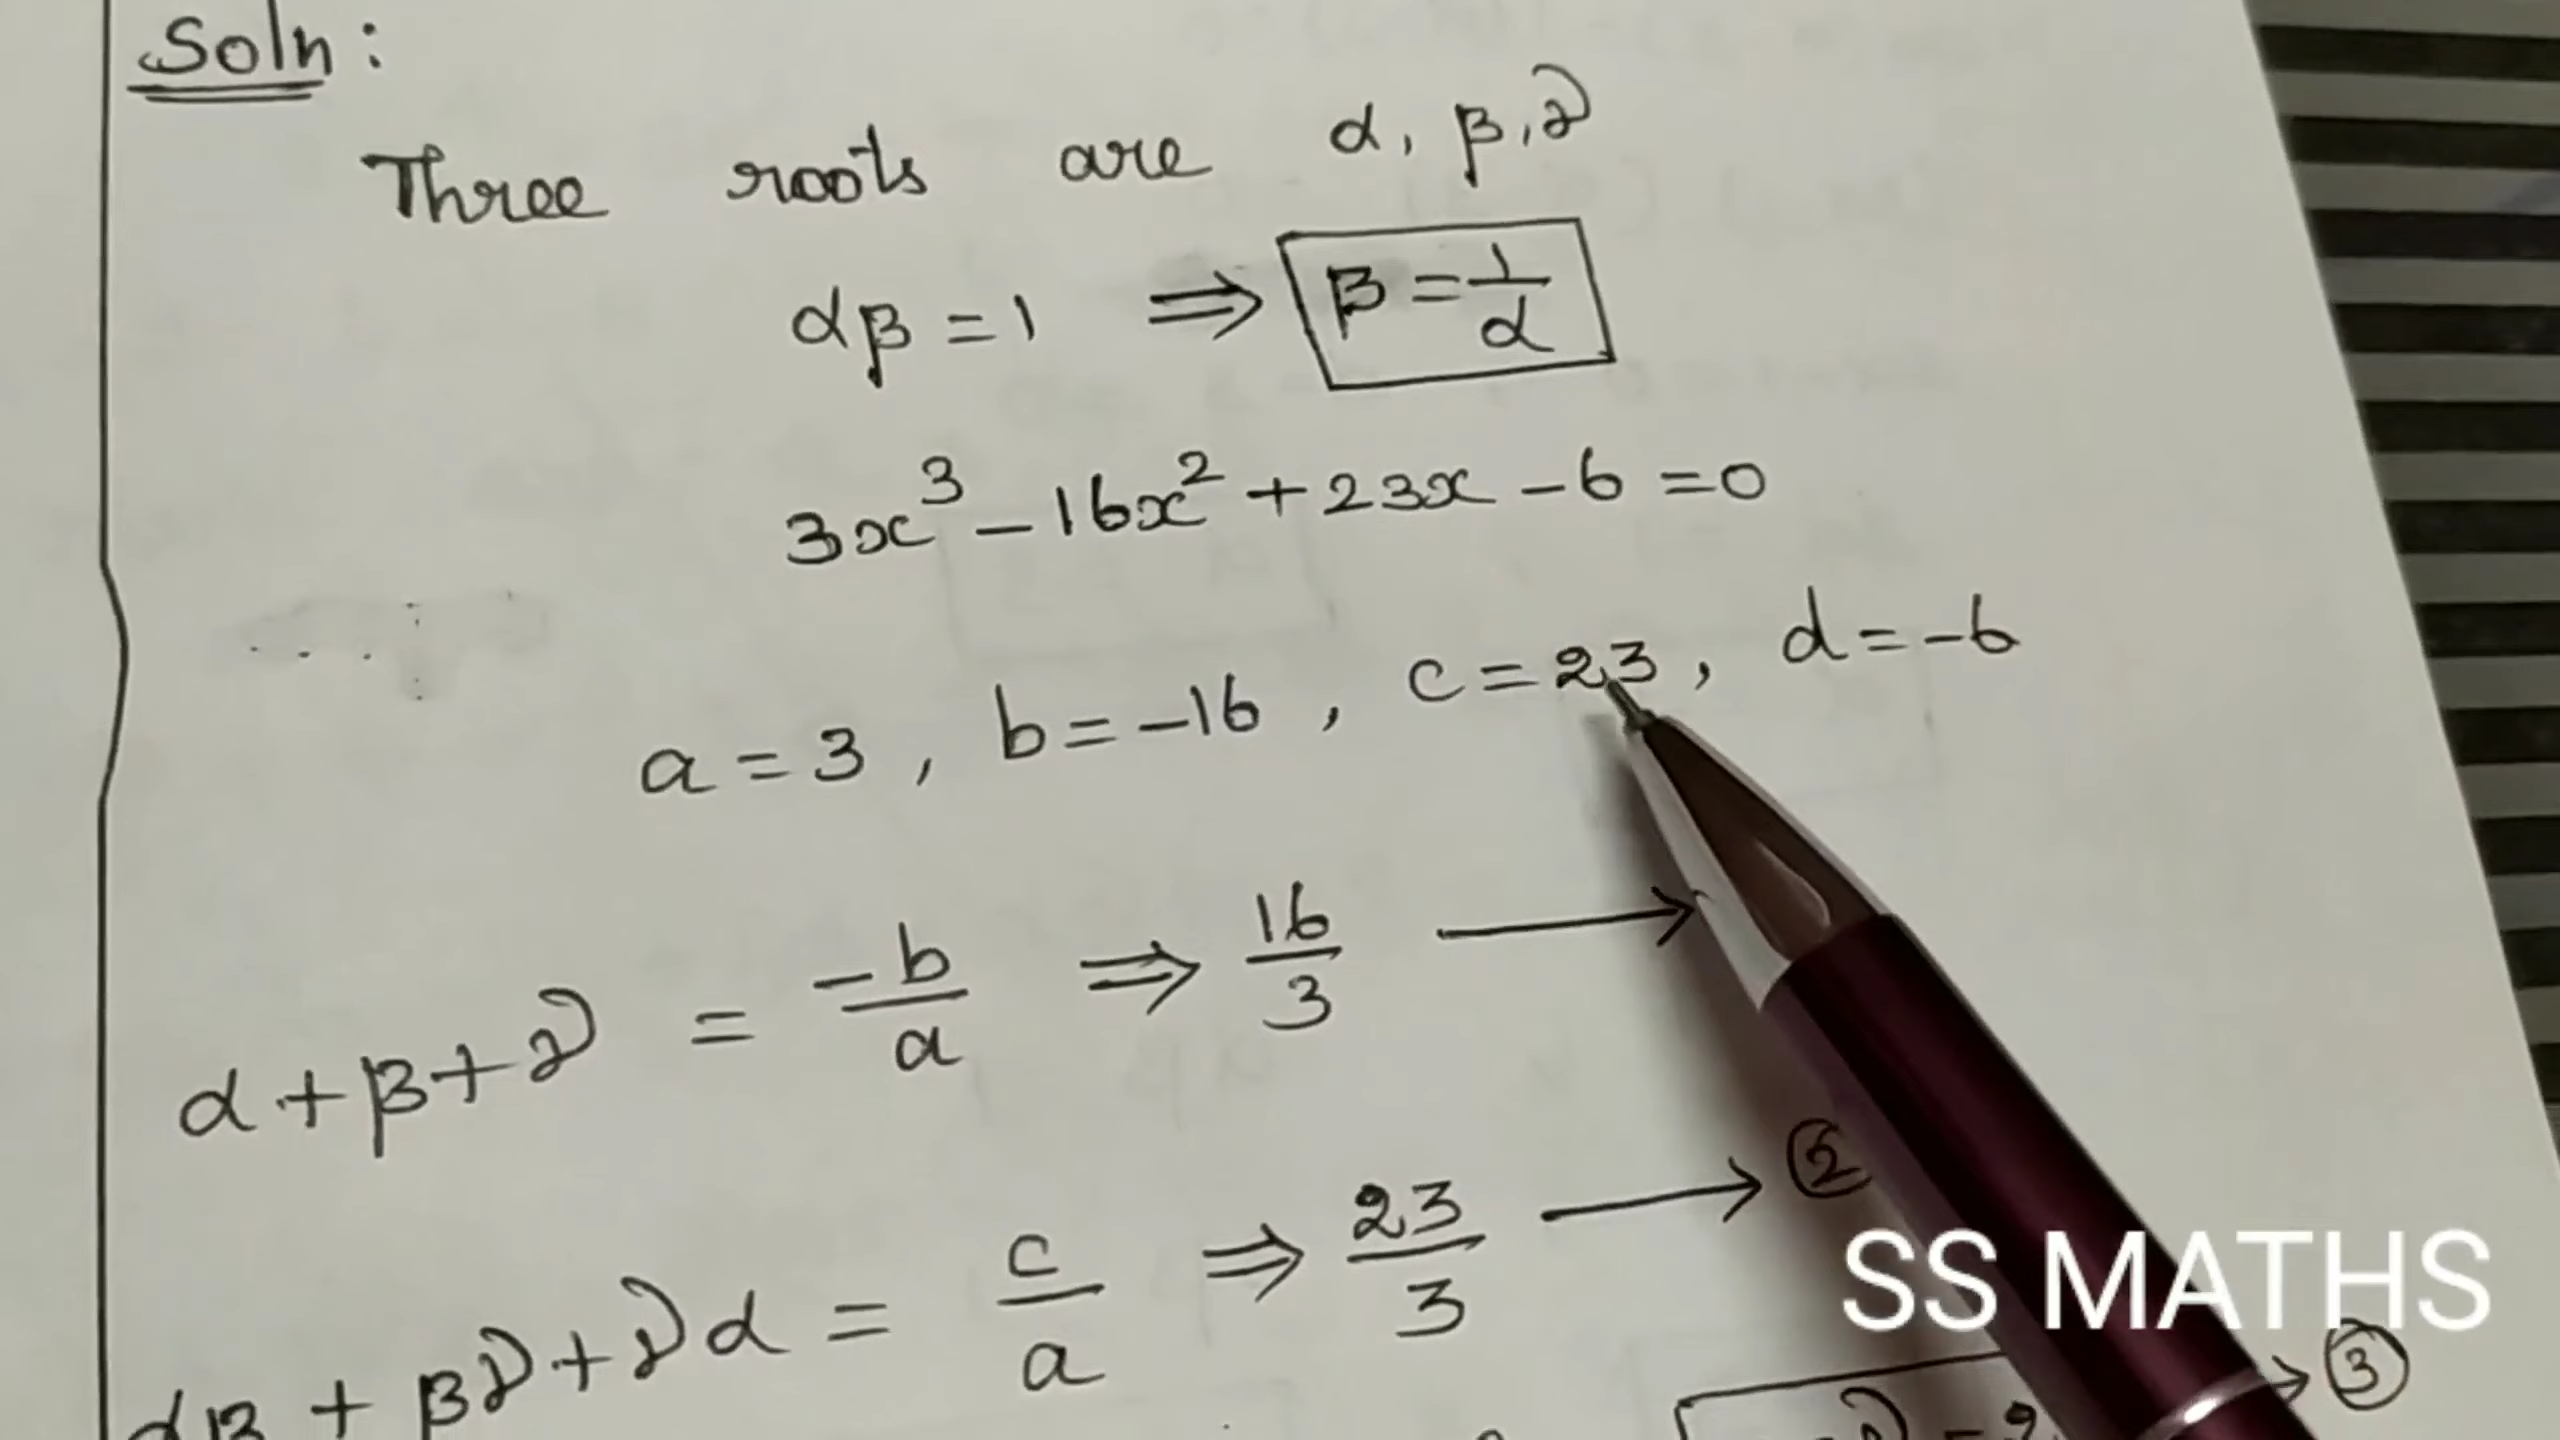 Soln :
Three roots are α, β, γ
αβ = 1 ⇒ β = 1/α
3x³ - 16x² + 23x - 6 = 0
a = 3 , b = -16 , c = 23 , d = -6
α + β + γ = -b/a ⇒ 16/3 →
αβ + βγ + γα = c/a ⇒ 23/3 → ②
SS MATHS
→ ③